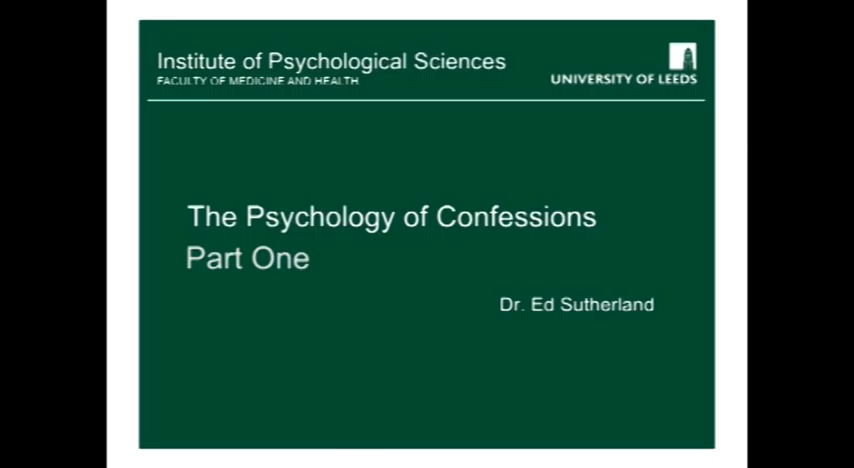 Institute of Psychological Sciences
FACULTY OF MEDICINE AND HEALTH
UNIVERSITY OF LEEDS
The Psychology of Confessions
Part One
Dr. Ed Sutherland